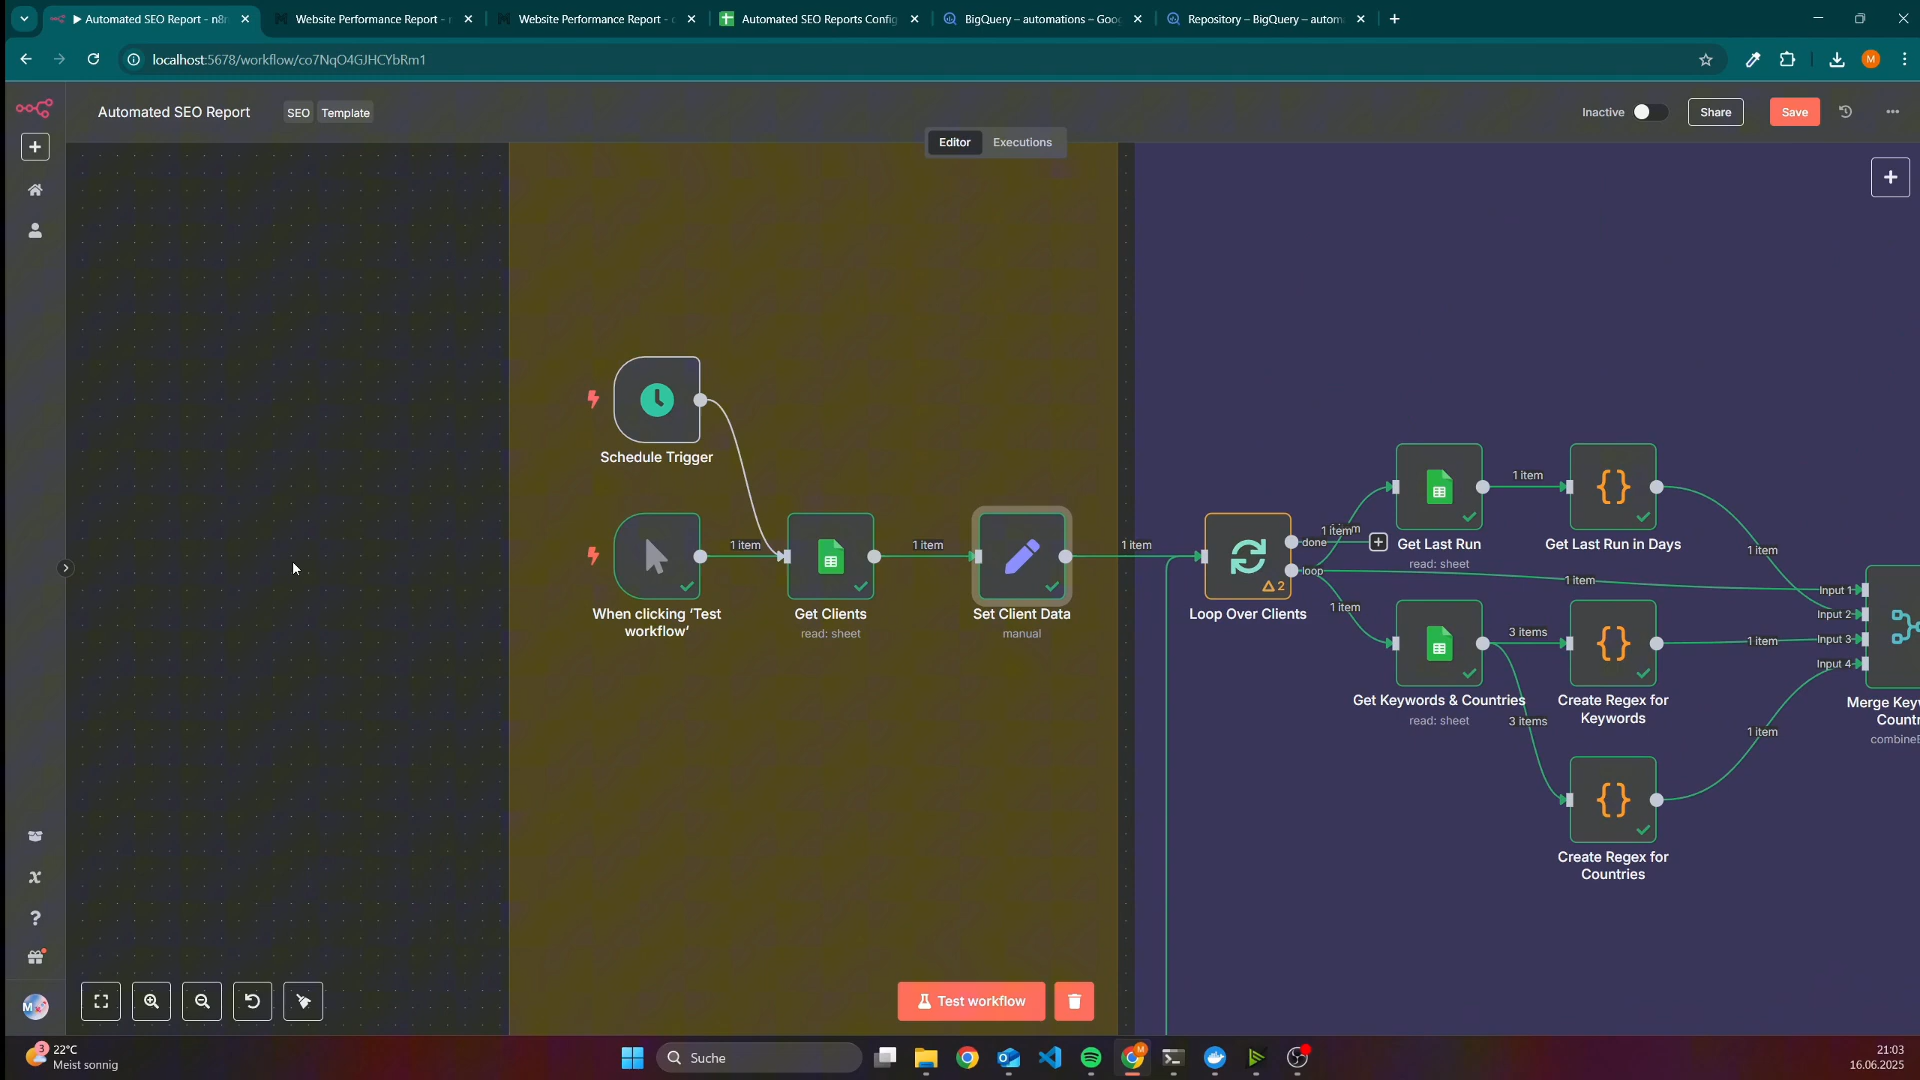 Automated SEO Report - n8n
Website Performance Report -
Website Performance Report -
Automated SEO Reports Config
BigQuery – automations – Goog
Repository – BigQuery – autom
localhost:5678/workflow/co7NqO4GJHCYbRm1
M
Automated SEO Report
SEO
Template
Inactive
Share
Save
Editor
Executions
Schedule Trigger
1 item
1 item
1 item
When clicking ‘Test
workflow’
Get Clients
read: sheet
Set Client Data
manual
done
loop
2
Loop Over Clients
1 item
1 item
1 item
Get Last Run
read: sheet
1 item
Get Last Run in Days
1 item
Input 1
Input 2
Input 3
Input 4
3 items
1 item
Get Keywords & Countries
read: sheet
3 items
Create Regex for
Keywords
1 item
Create Regex for
Countries
Merge Key
Countr
Test workflow
3
22°C
Meist sonnig
Suche
M
21:03
16.06.2025